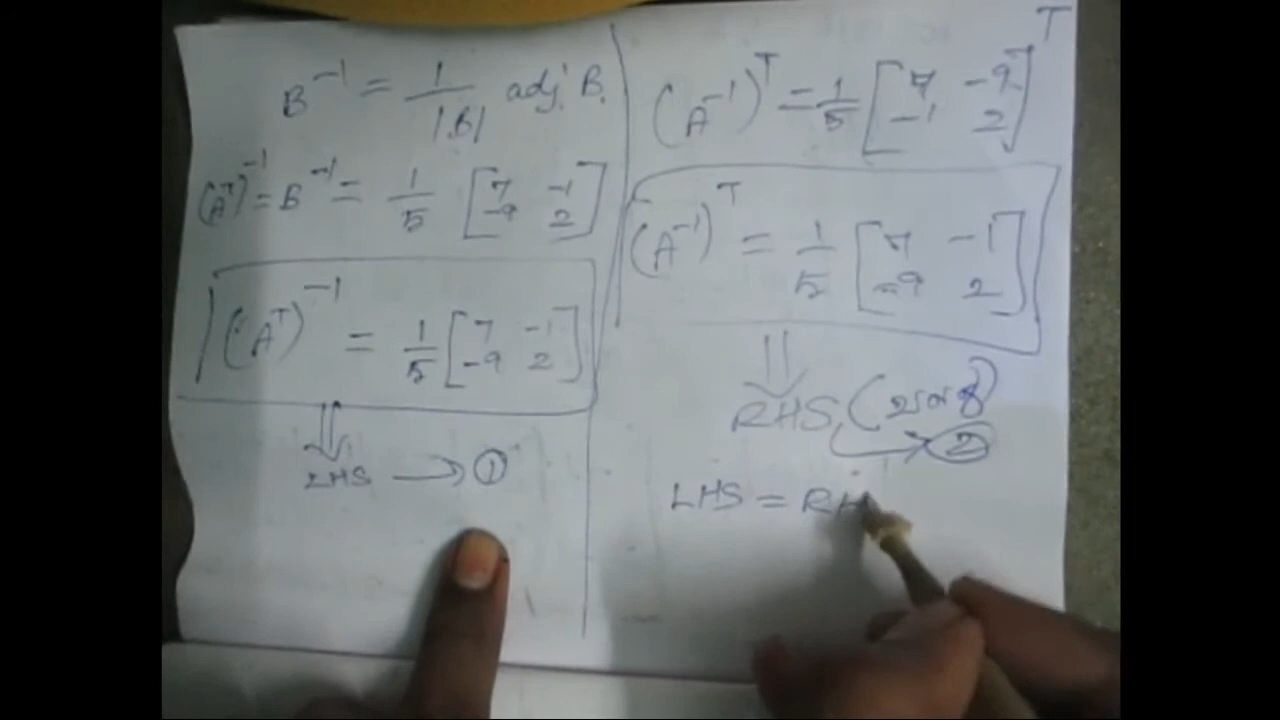 B⁻¹ = 1/|B| adj. B.
(Aᵀ)⁻¹ = B⁻¹ = 1/5 [7 -1
-9 2]
(Aᵀ)⁻¹ = 1/5 [7 -1
-9 2]
⇓
LHS → ①
(A⁻¹)ᵀ = 1/5 [7 -9
-1 2]ᵀ
(A⁻¹)ᵀ = 1/5 [7 -1
-9 2]
⇓
RHS
→ ②
LHS = RH